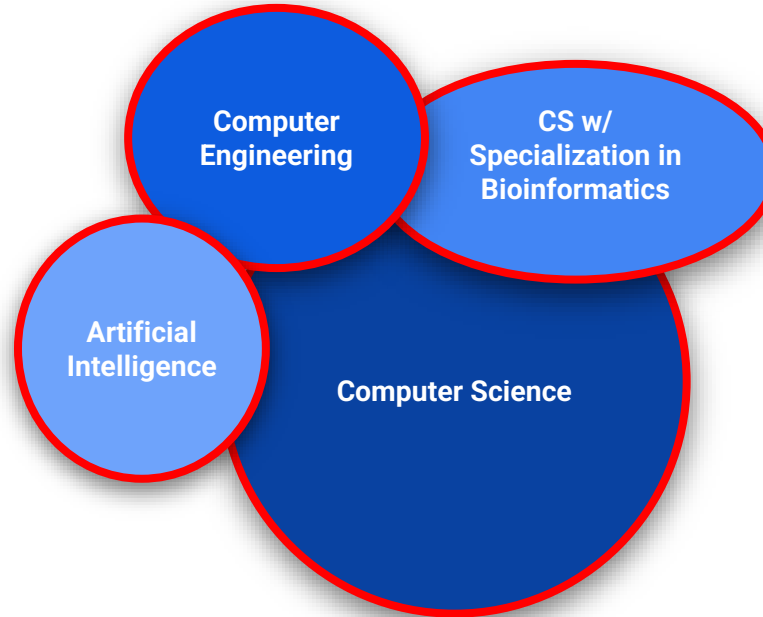 Computer
Engineering
CS w/
Specialization in
Bioinformatics
Artificial
Intelligence
Computer Science